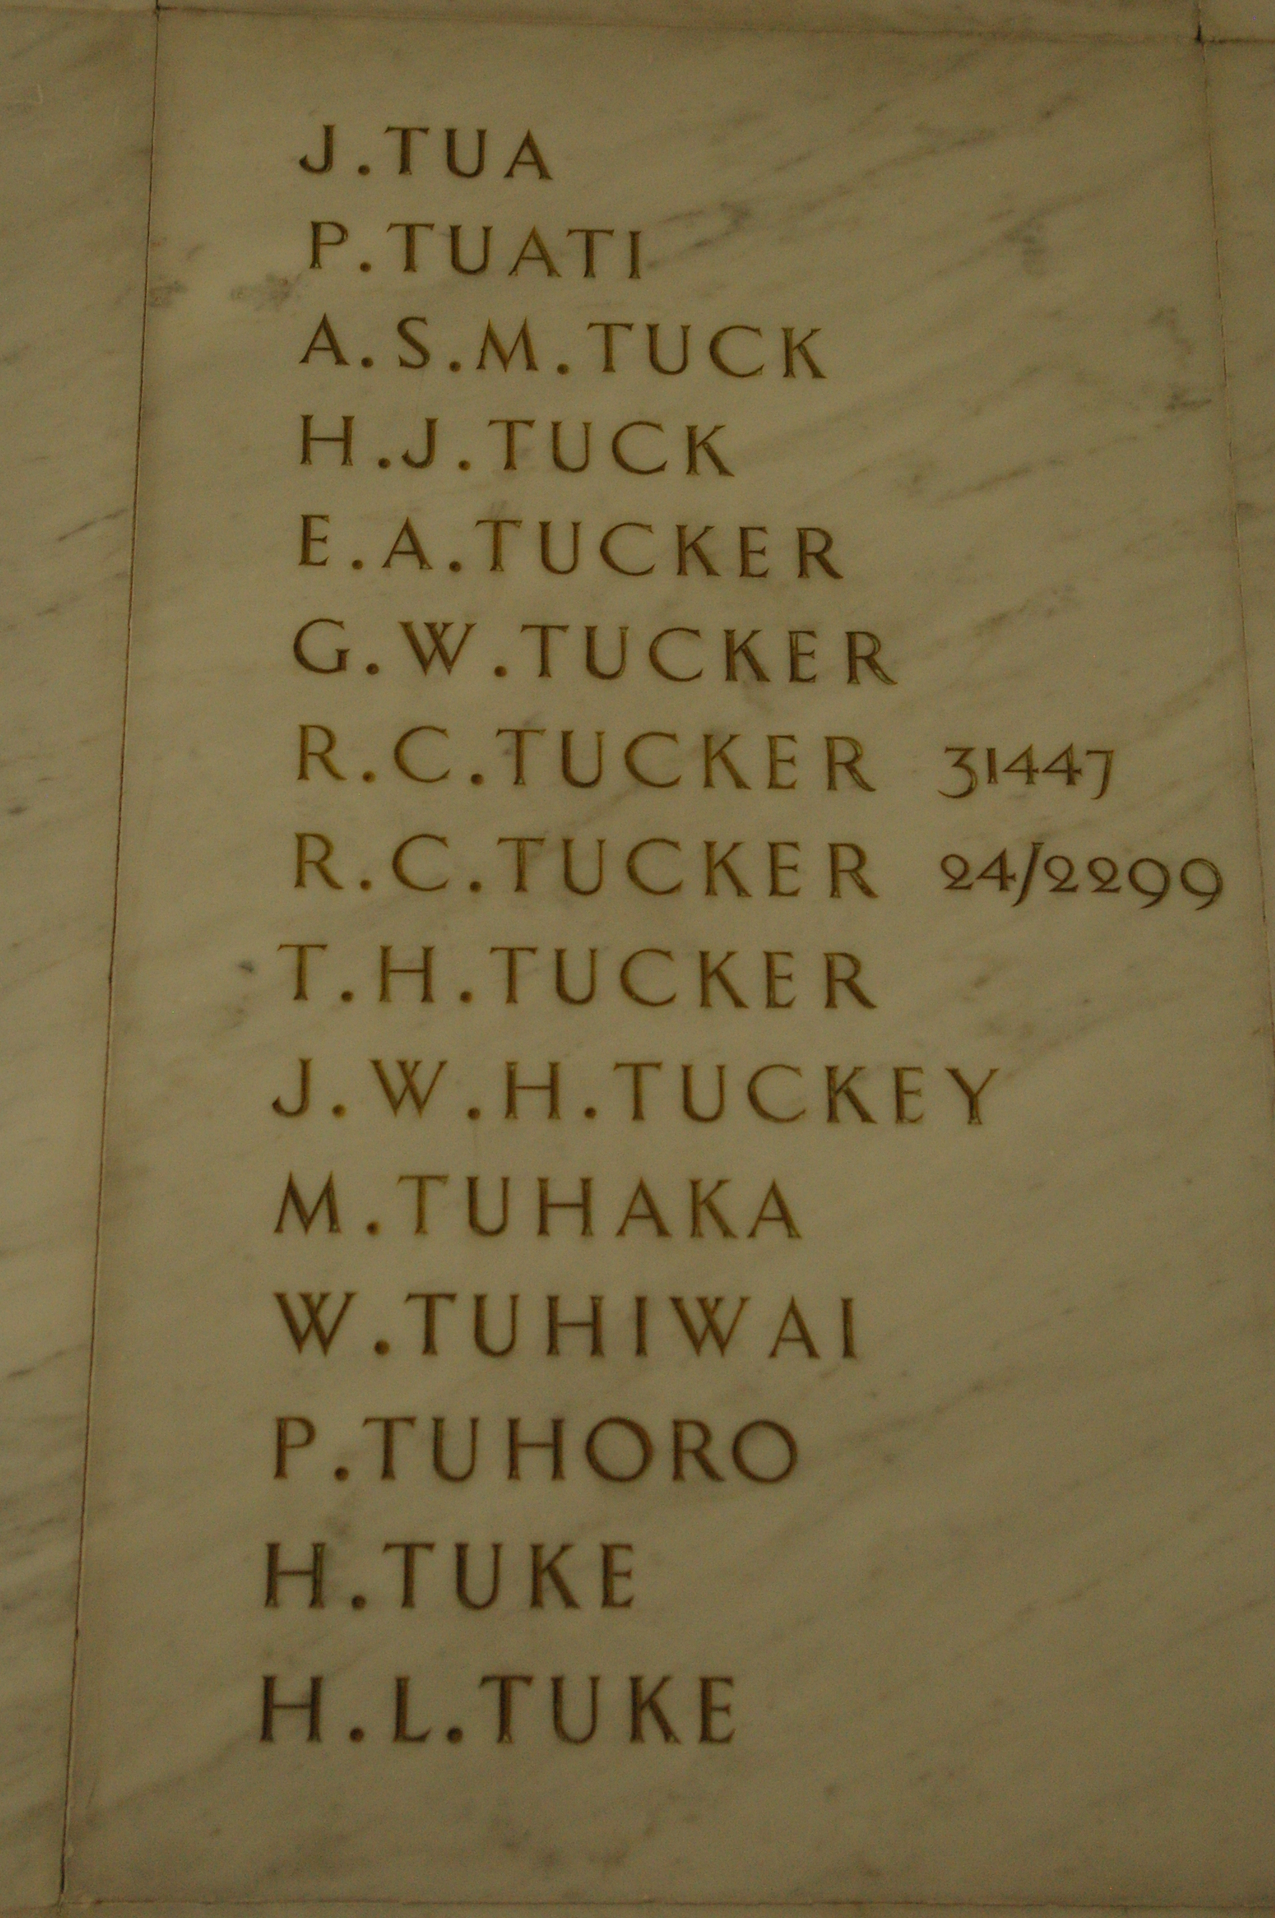 J. TUA
P. TUATI
A. S. M. TUCK
H. J. TUCK
E. A. TUCKER
G. W. TUCKER
R. C. TUCKER 31447
R. C. TUCKER 24/2299
T. H. TUCKER
J. W. H. TUCKEY
M. TUHAKA
W. TUHIWAI
P. TUHORO
H. TUKE
H. L. TUKE